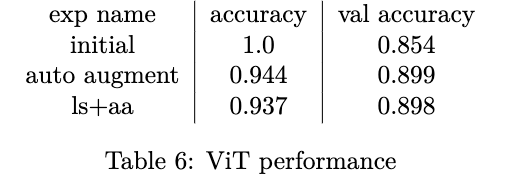 exp name accuracy val accuracy
initial 1.0 0.854
auto augment 0.944 0.899
ls+aa 0.937 0.898
Table 6: ViT performance